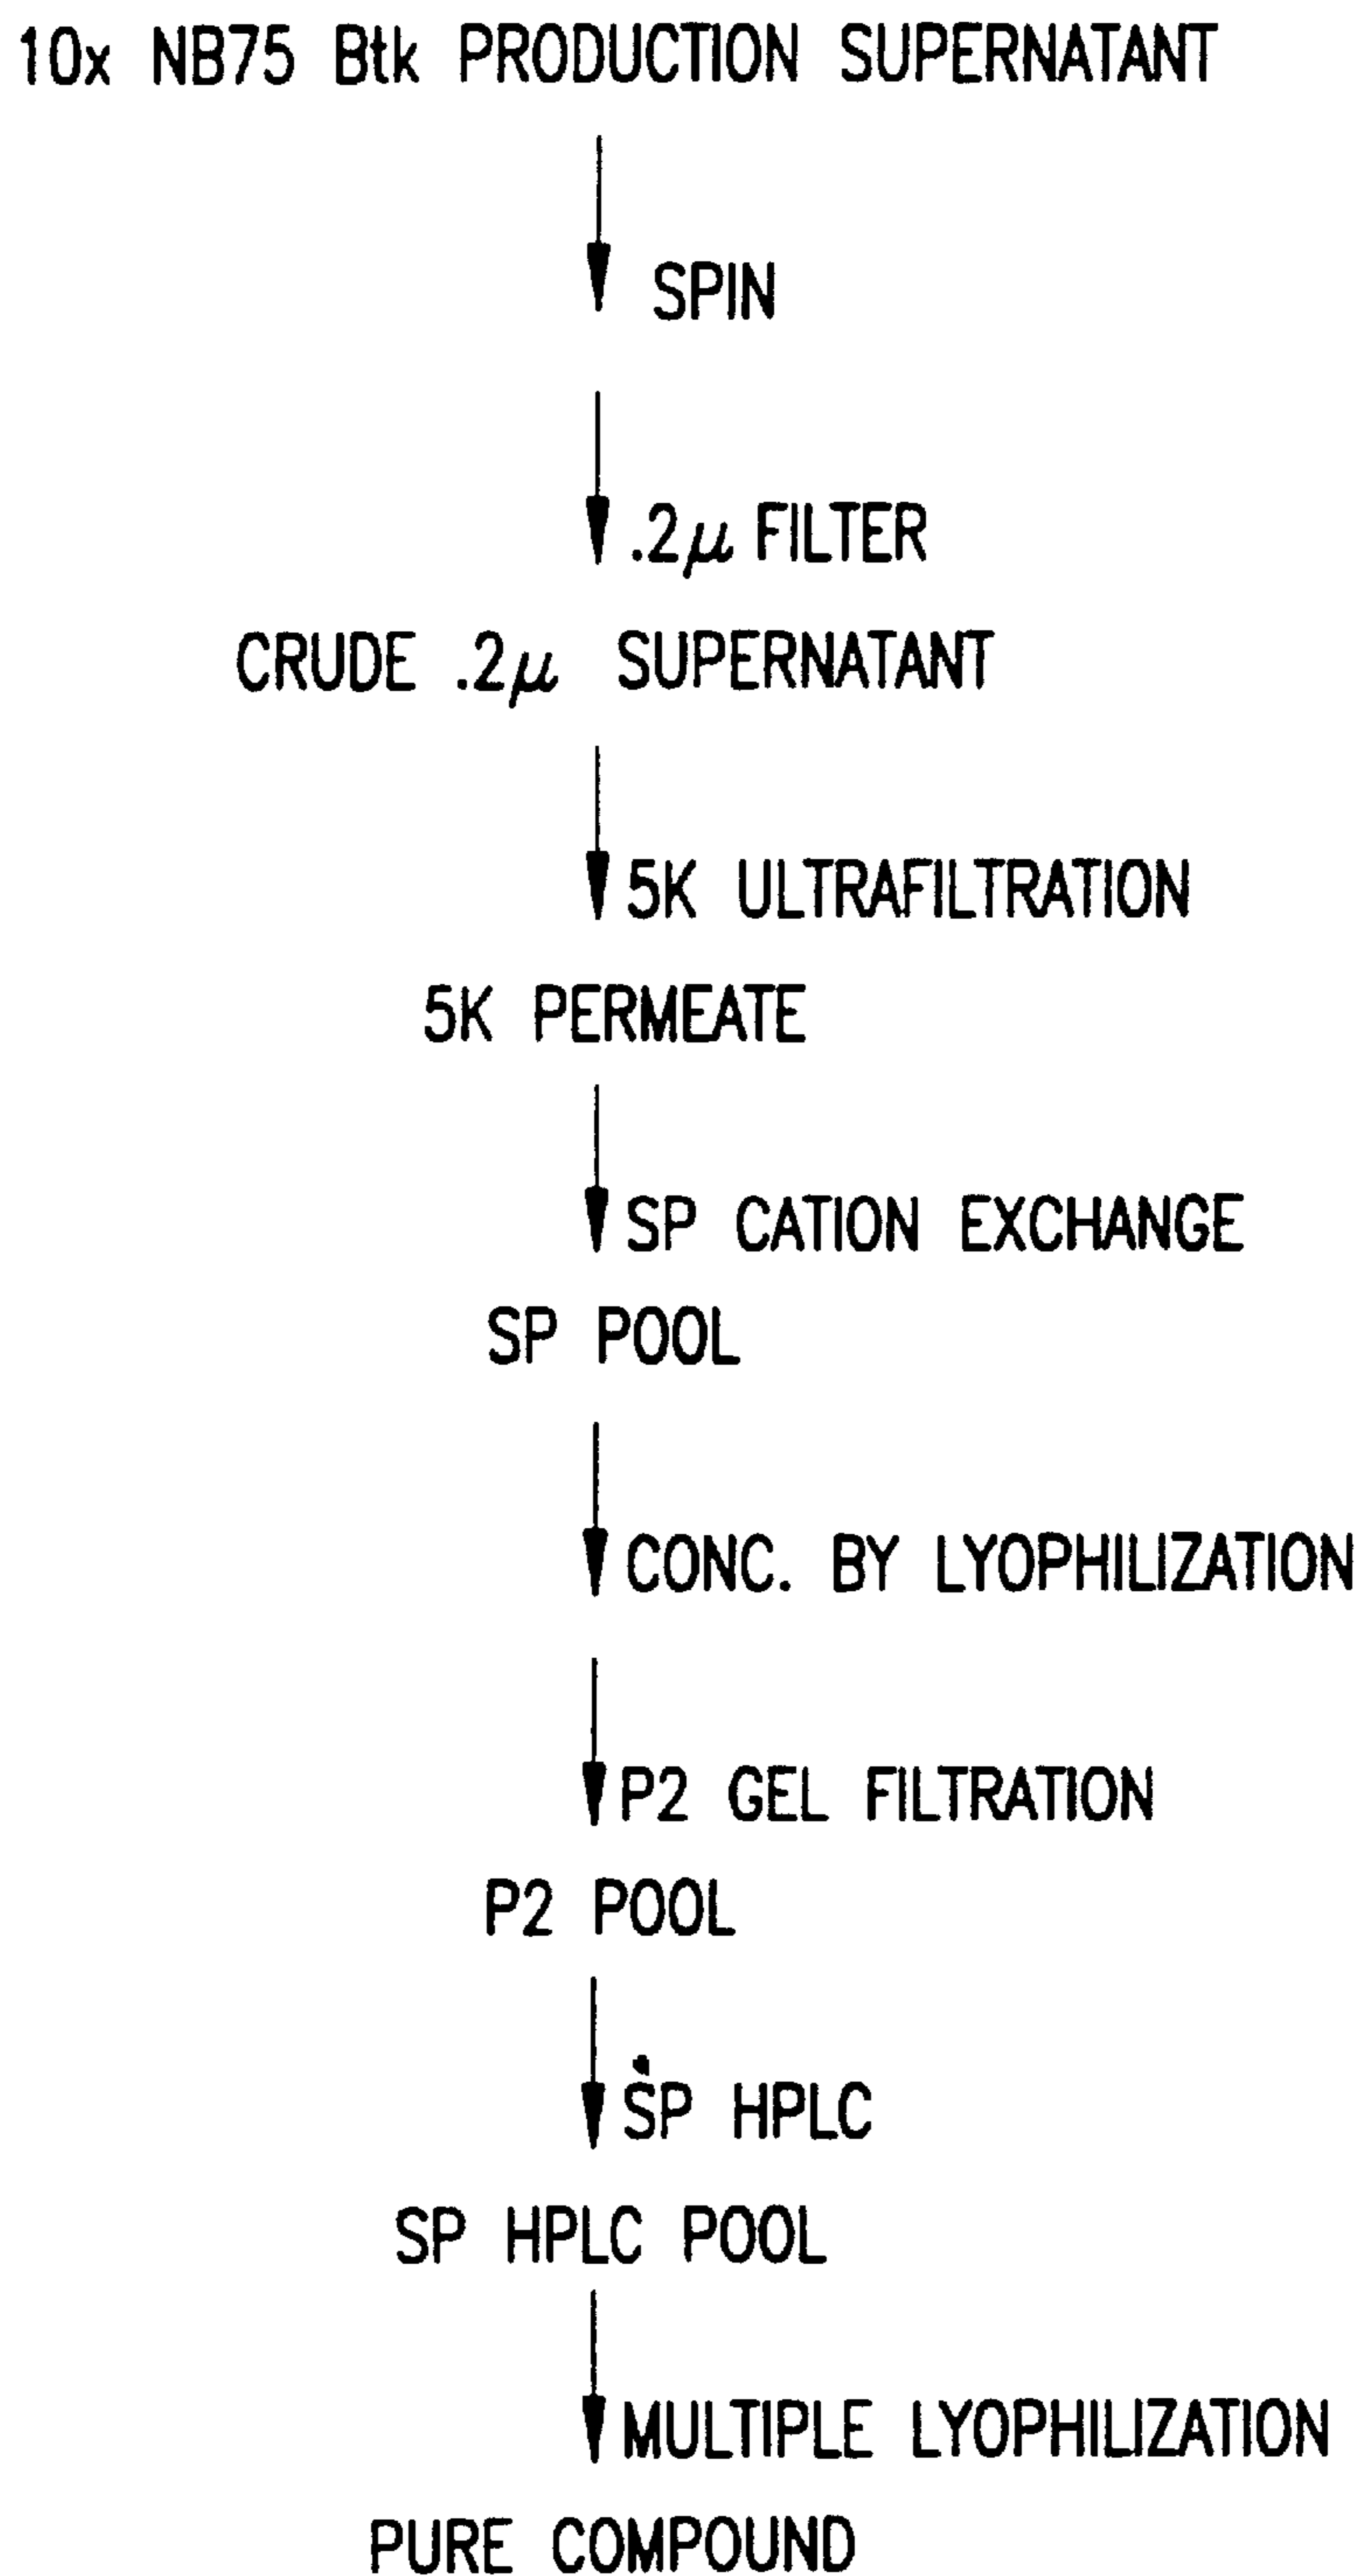 10x NB75 Btk PRODUCTION SUPERNATANT
SPIN
.2μ FILTER
CRUDE .2μ SUPERNATANT
5K ULTRAFILTRATION
5K PERMEATE
SP CATION EXCHANGE
SP POOL
CONC. BY LYOPHILIZATION
P2 GEL FILTRATION
P2 POOL
SP HPLC
SP HPLC POOL
MULTIPLE LYOPHILIZATION
PURE COMPOUND